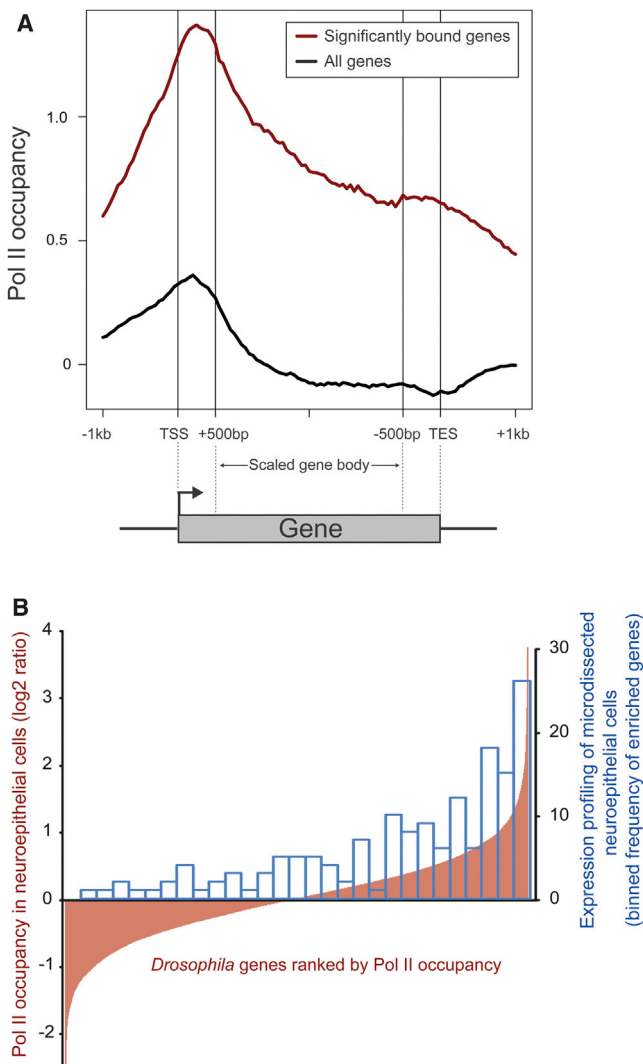 A
Significantly bound genes
All genes
Pol II occupancy
1.0
0.5
0
-1kb
TSS
+500bp
-500bp
TES
+1kb
Scaled gene body
Gene
B
Pol II occupancy in neuroepithelial cells (log2 ratio)
4
3
2
1
0
-1
-2
30
20
10
0
Expression profiling of microdissected
neuroepithelial cells
(binned frequency of enriched genes)
Drosophila genes ranked by Pol II occupancy